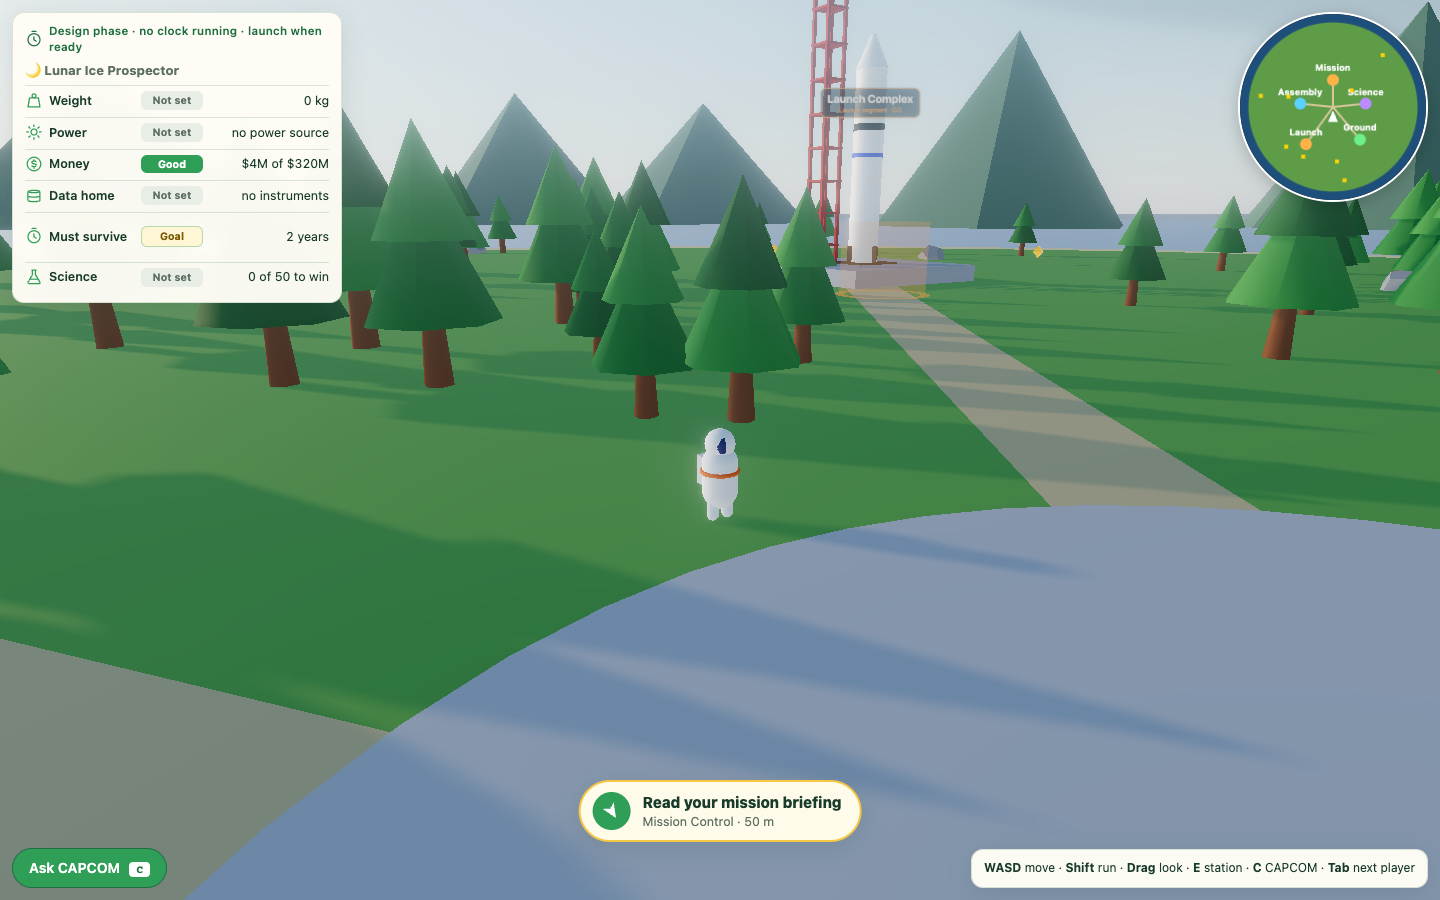 Design phase · no clock running · launch when
ready
Lunar Ice Prospector
Weight Not set 0 kg
Power Not set no power source
Money Good $4M of $320M
Data home Not set no instruments
Must survive Goal 2 years
Science Not set 0 of 50 to win
Launch Complex
Mission
Assembly Science
Launch Ground
Read your mission briefing
Mission Control · 50 m
Ask CAPCOM C
WASD move · Shift run · Drag look · E station · C CAPCOM · Tab next player